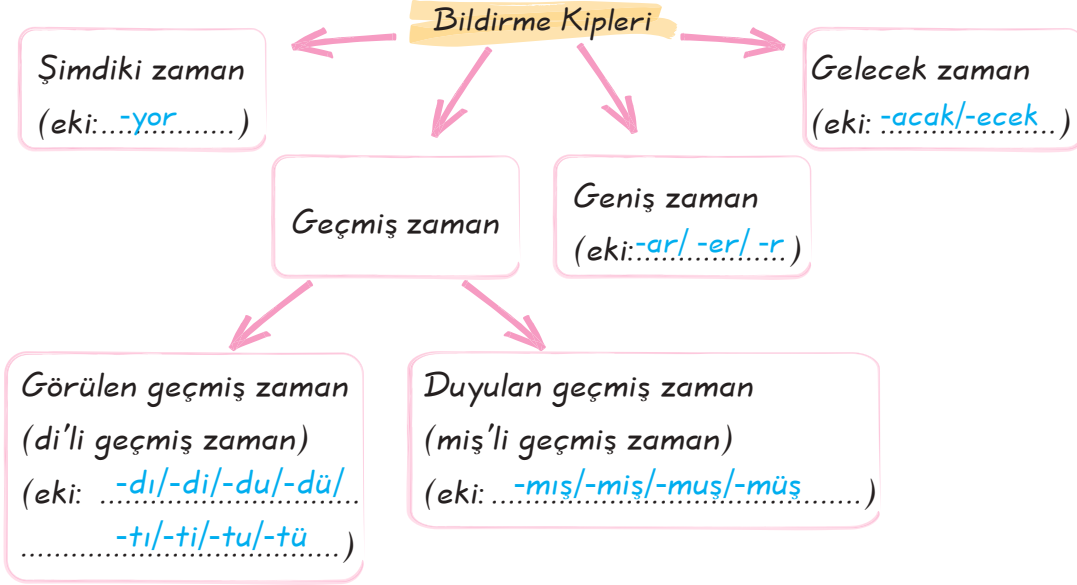 Bildirme Kipleri
Şimdiki zaman
(eki:...-yor.......)
Gelecek zaman
(eki: -acak/-ecek )
Geçmiş zaman
Geniş zaman
(eki:-ar/ -er/ -r )
Görülen geçmiş zaman
(di'li geçmiş zaman)
(eki: ..-dı/-di/-du/-dü/..
...........-tı/-ti/-tu/-tü....)
Duyulan geçmiş zaman
(miş'li geçmiş zaman)
(eki: ...-mış/-miş/-muş/-müş.......)